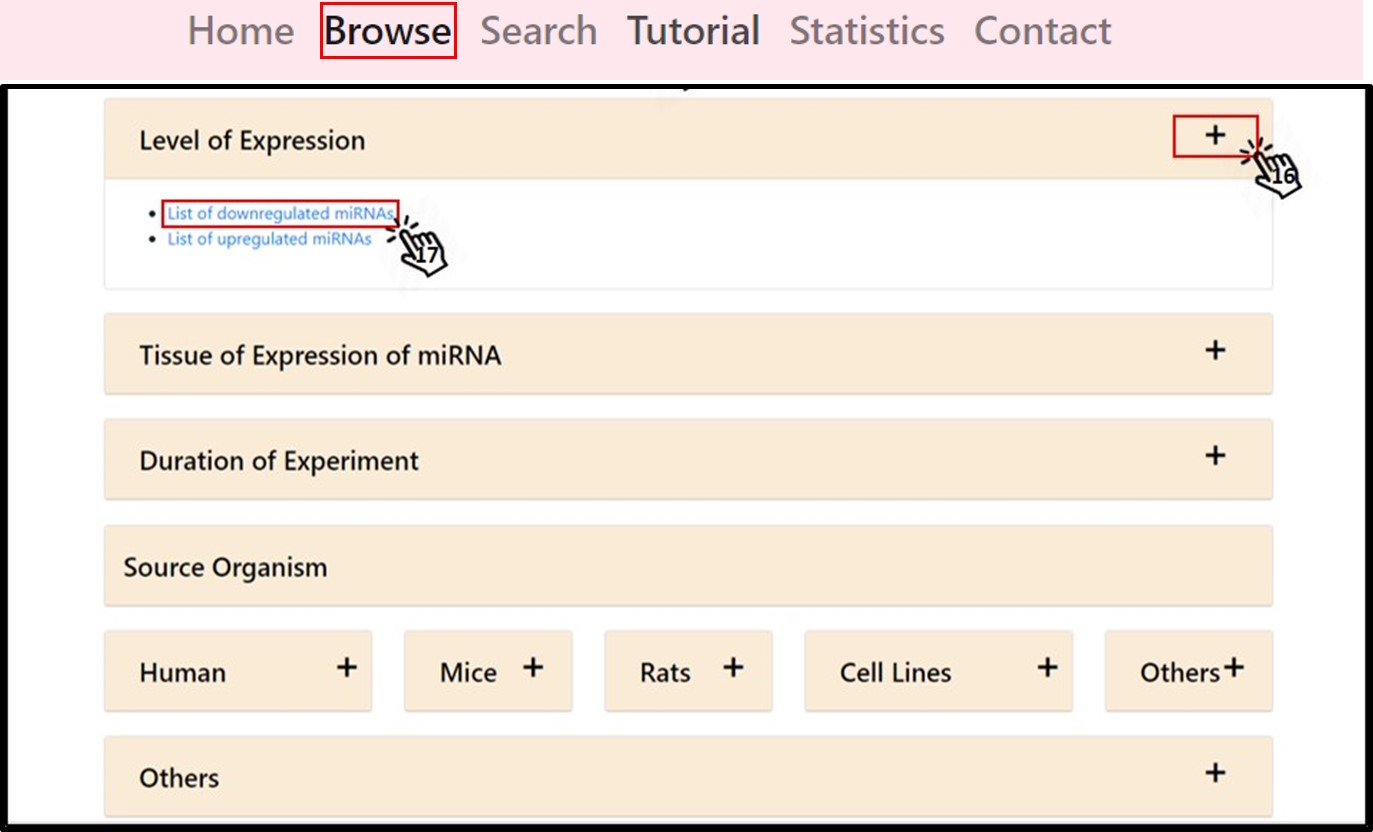 Home Browse Search Tutorial Statistics Contact
Level of Expression +
16
• List of downregulated miRNAs
• List of upregulated miRNAs
17
Tissue of Expression of miRNA +
Duration of Experiment +
Source Organism
Human + Mice + Rats + Cell Lines + Others +
Others +